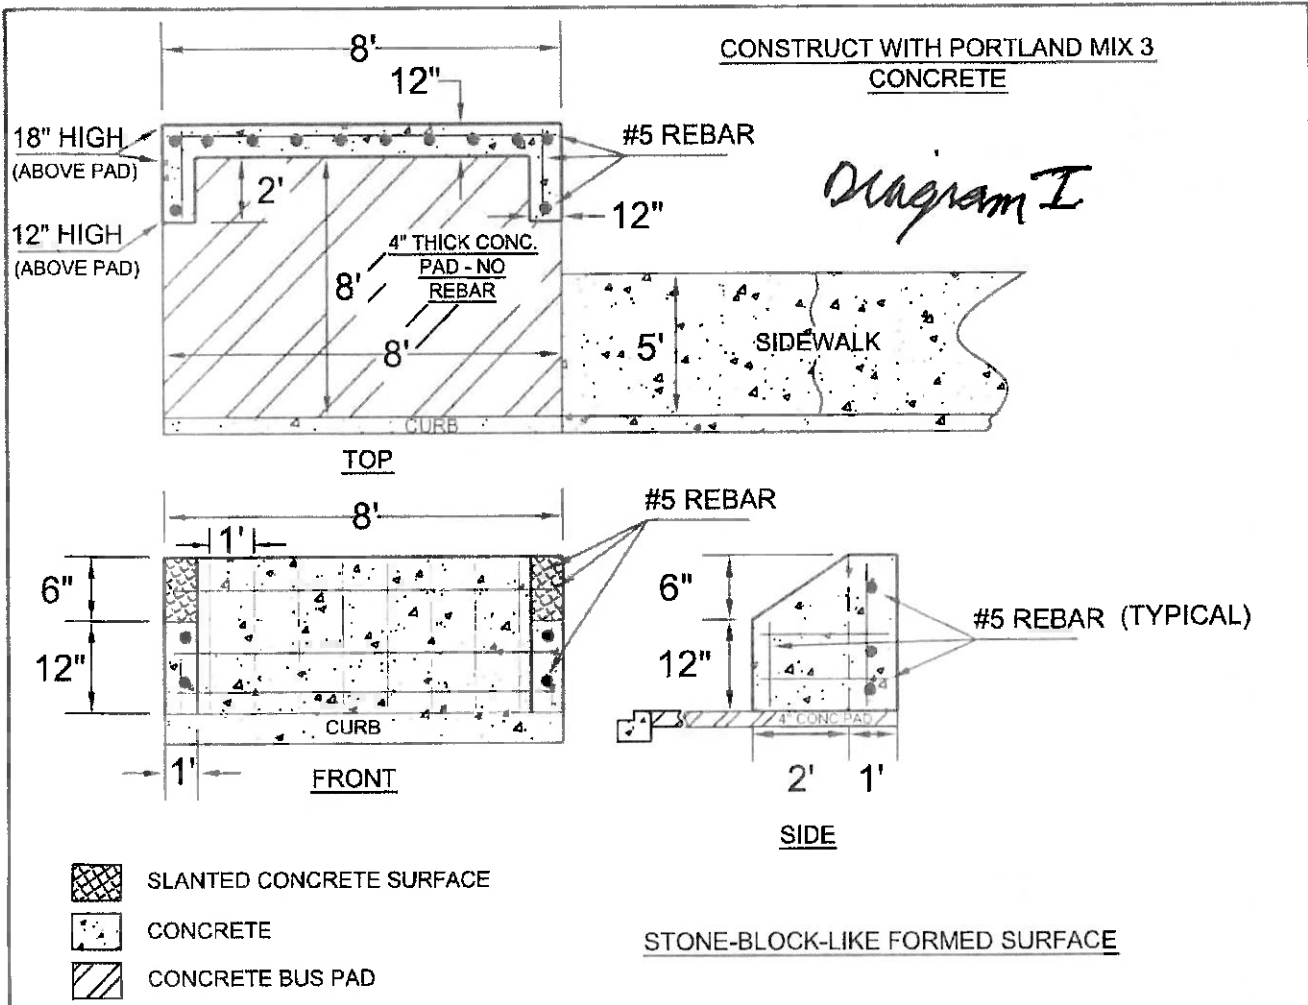 8'
CONSTRUCT WITH PORTLAND MIX 3
CONCRETE
12"
18" HIGH
(ABOVE PAD)
#5 REBAR
Diagram I
2'
12"
12" HIGH
(ABOVE PAD)
4" THICK CONC.
PAD - NO
REBAR
8'
8'
5'
SIDEWALK
CURB
TOP
8'
#5 REBAR
1'
6"
12"
CURB
1'
FRONT
6"
12"
#5 REBAR (TYPICAL)
4" CONC PAD
2'
1'
SIDE
SLANTED CONCRETE SURFACE
CONCRETE
CONCRETE BUS PAD
STONE-BLOCK-LIKE FORMED SURFACE